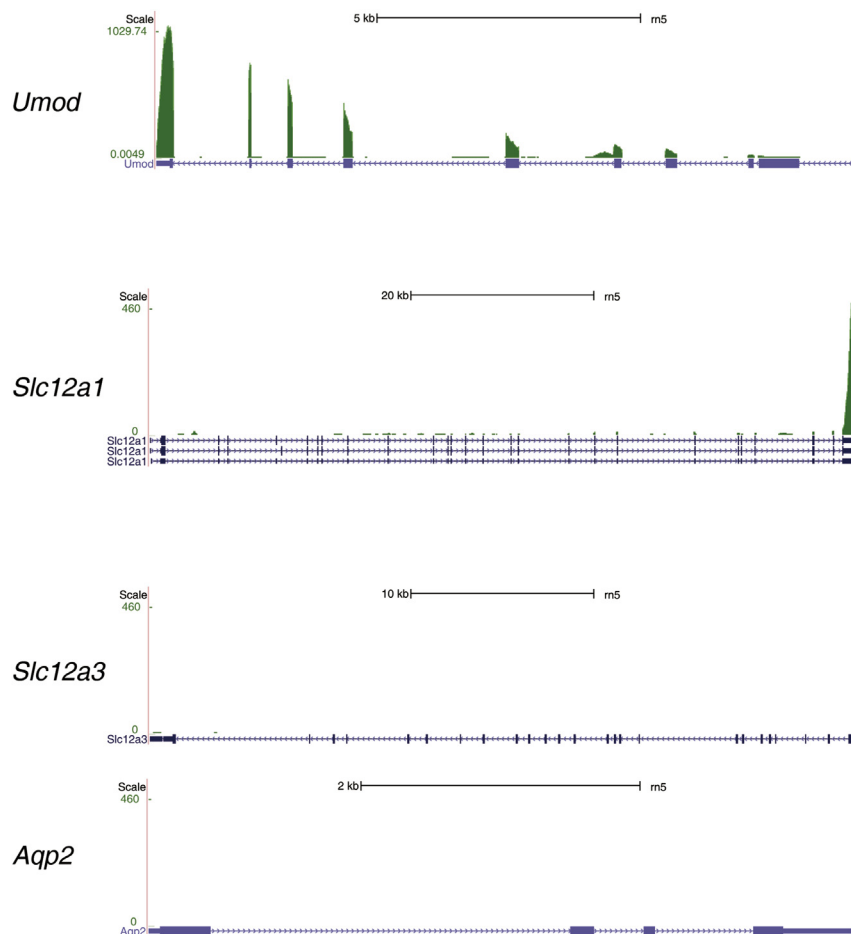 Scale 5 kb rn5
1029.74
Umod
0.0049
Umod
Scale 20 kb rn5
460
Slc12a1
0
Slc12a1
Slc12a1
Slc12a1
Scale 10 kb rn5
460
Slc12a3
0
Slc12a3
Scale 2 kb rn5
460
Aqp2
0
Aqp2